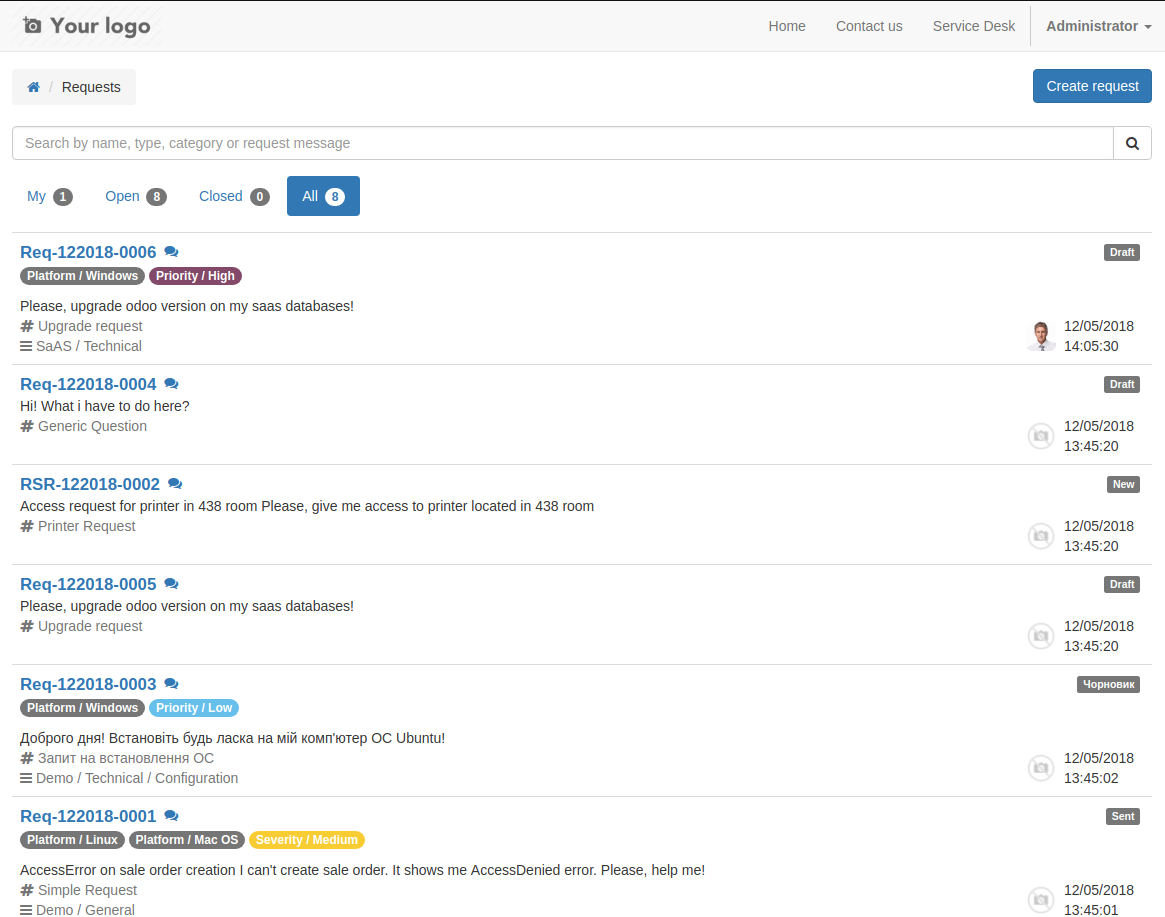 Your logo
Home Contact us Service Desk Administrator
/ Requests
Create request
Search by name, type, category or request message
My 1 Open 8 Closed 0 All 8
Req-122018-0006 Draft
Platform / Windows Priority / High
Please, upgrade odoo version on my saas databases!
# Upgrade request 12/05/2018
SaAS / Technical 14:05:30
Req-122018-0004 Draft
Hi! What i have to do here?
# Generic Question 12/05/2018
13:45:20
RSR-122018-0002 New
Access request for printer in 438 room Please, give me access to printer located in 438 room
# Printer Request 12/05/2018
13:45:20
Req-122018-0005 Draft
Please, upgrade odoo version on my saas databases!
# Upgrade request 12/05/2018
13:45:20
Req-122018-0003 Чорновик
Platform / Windows Priority / Low
Доброго дня! Встановіть будь ласка на мій комп'ютер ОС Ubuntu!
# Запит на встановлення ОС 12/05/2018
Demo / Technical / Configuration 13:45:02
Req-122018-0001 Sent
Platform / Linux Platform / Mac OS Severity / Medium
AccessError on sale order creation I can't create sale order. It shows me AccessDenied error. Please, help me!
# Simple Request 12/05/2018
Demo / General 13:45:01